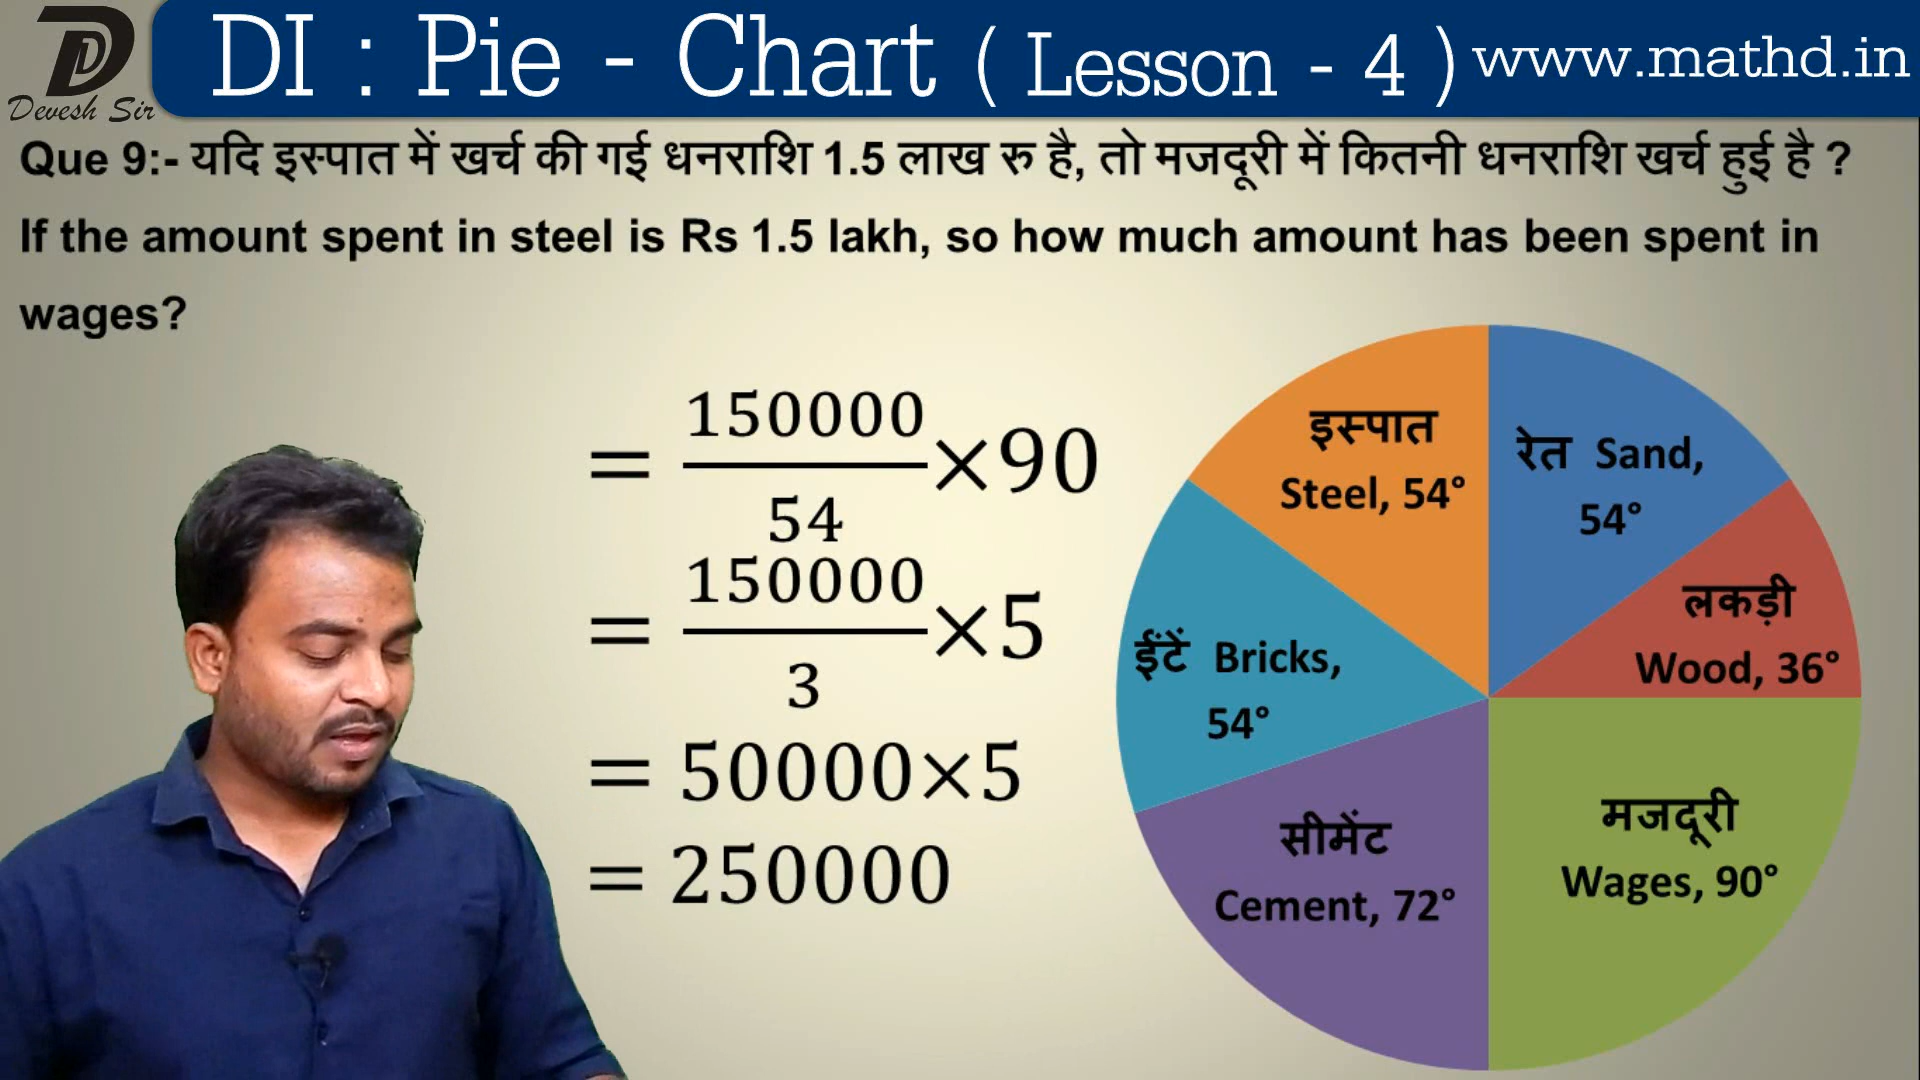 DI : Pie - Chart ( Lesson - 4 ) www.mathd.in
D
Devesh Sir
Que 9:- यदि इस्पात में खर्च की गई धनराशि 1.5 लाख रु है, तो मजदूरी में कितनी धनराशि खर्च हुई है ?
If the amount spent in steel is Rs 1.5 lakh, so how much amount has been spent in
wages?
= 150000/54 ×90
= 150000/3 ×5
= 50000×5
= 250000
इस्पात
Steel, 54°
रेत Sand,
54°
लकड़ी
Wood, 36°
ईंटें Bricks,
54°
सीमेंट
Cement, 72°
मजदूरी
Wages, 90°